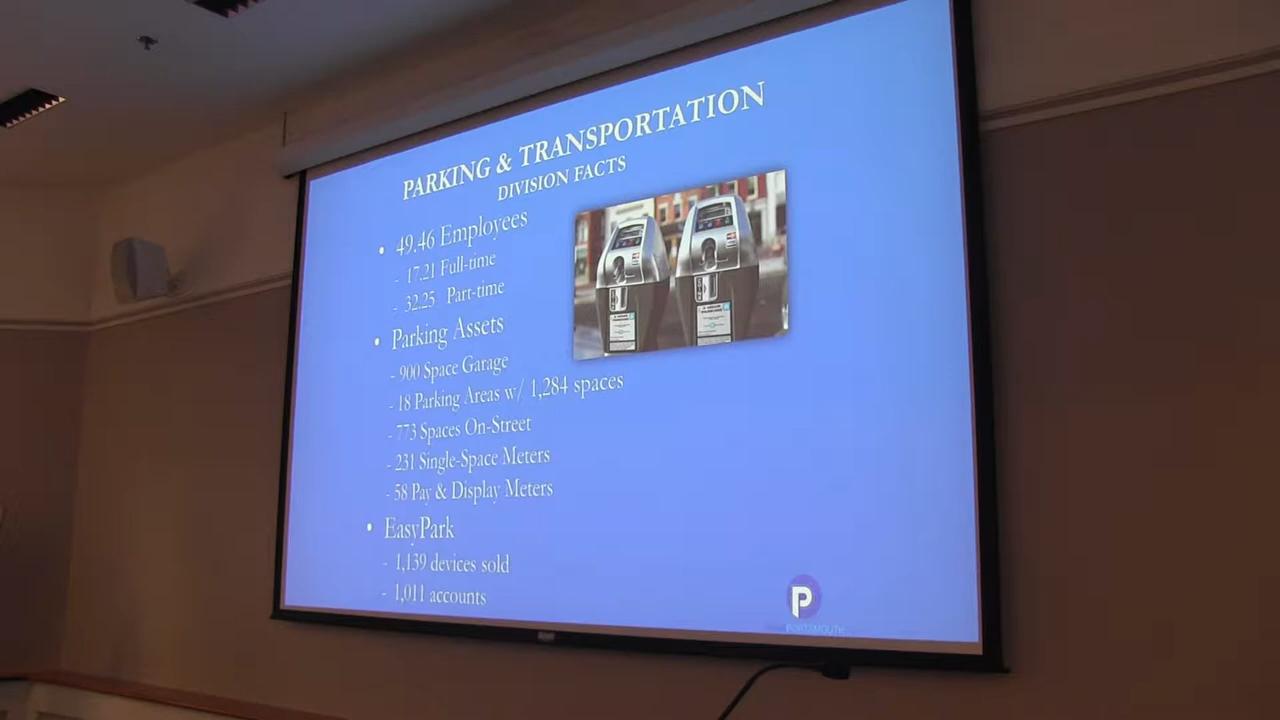 PARKING & TRANSPORTATION
DIVISION FACTS
• 49.46 Employees
- 17.21 Full-time
- 32.25 Part-time
• Parking Assets
- 900 Space Garage
- 18 Parking Areas w/ 1,284 spaces
- 773 Spaces On-Street
- 231 Single-Space Meters
- 58 Pay & Display Meters
• EasyPark
- 1,139 devices sold
- 1,011 accounts
P
PORTSMOUTH